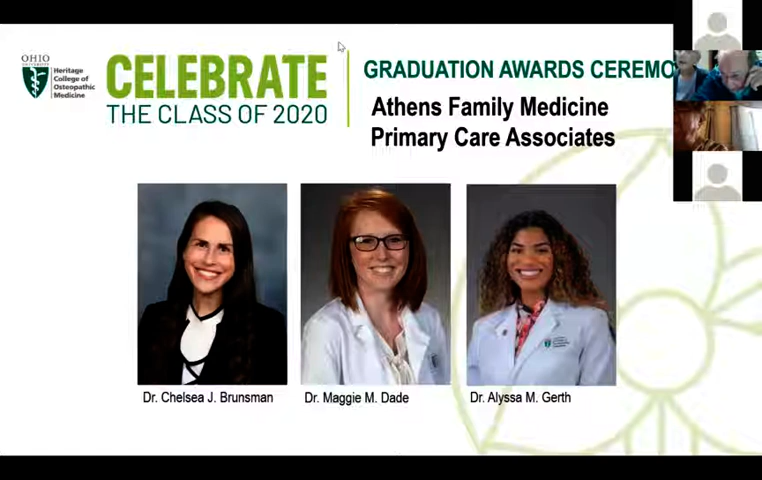 OHIO
UNIVERSITY
Heritage
College of
Osteopathic
Medicine
CELEBRATE
THE CLASS OF 2020
GRADUATION AWARDS CEREMO
Athens Family Medicine
Primary Care Associates
Dr. Chelsea J. Brunsman
Dr. Maggie M. Dade
Dr. Alyssa M. Gerth